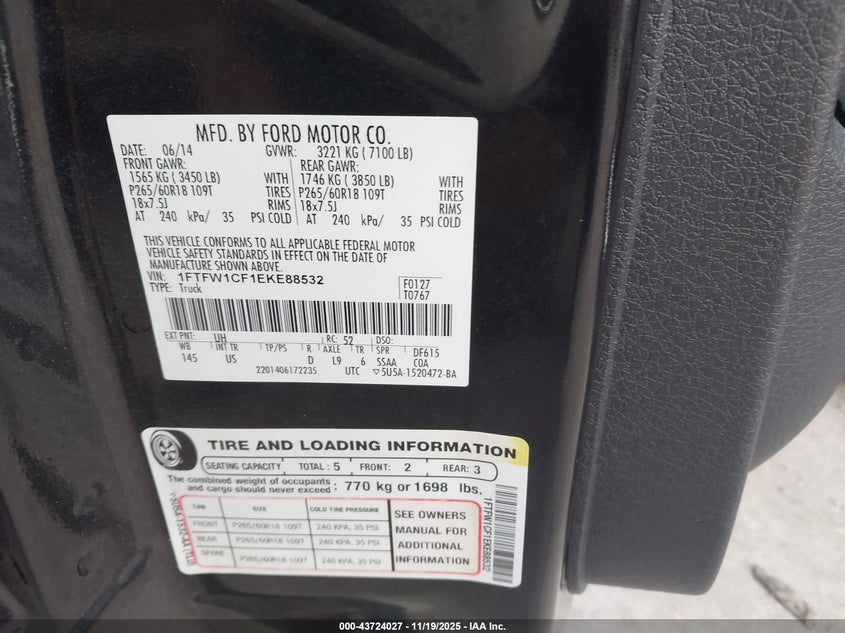 MFD. BY FORD MOTOR CO.
DATE: 06/14 GVWR: 3221 KG ( 7100 LB)
FRONT GAWR: REAR GAWR:
1565 KG ( 3450 LB) WITH 1746 KG ( 3850 LB) WITH
P265/60R18 109T TIRES P265/60R18 109T TIRES
18x7.5J RIMS 18x7.5J RIMS
AT 240 kPa/ 35 PSI COLD AT 240 kPa/ 35 PSI COLD
THIS VEHICLE CONFORMS TO ALL APPLICABLE FEDERAL MOTOR
VEHICLE SAFETY STANDARDS IN EFFECT ON THE DATE OF
MANUFACTURE SHOWN ABOVE.
VIN: 1FTFW1CF1EKE88532 F0127
TYPE: Truck T0767
EXT PNT: UH RC: 52 DSO:
WB INT TR TP/PS R AXLE TR SPR DF615
145 US D L9 6 SSAA COA
2201406172235 UTC ▽5U5A-1520472-BA
TIRE AND LOADING INFORMATION
SEATING CAPACITY TOTAL: 5 FRONT: 2 REAR: 3
The combined weight of occupants
and cargo should never exceed: 770 kg or 1698 lbs.
TIRE SIZE COLD TIRE PRESSURE
FRONT P265/60R18 109T 240 KPA, 35 PSI
REAR P265/60R18 109T 240 KPA, 35 PSI
SPARE P265/60R18 109T 240 KPA, 35 PSI
SEE OWNERS
MANUAL FOR
ADDITIONAL
INFORMATION
1FTFW1CF1EKE88532
000-43724027 - 11/19/2025 - IAA Inc.